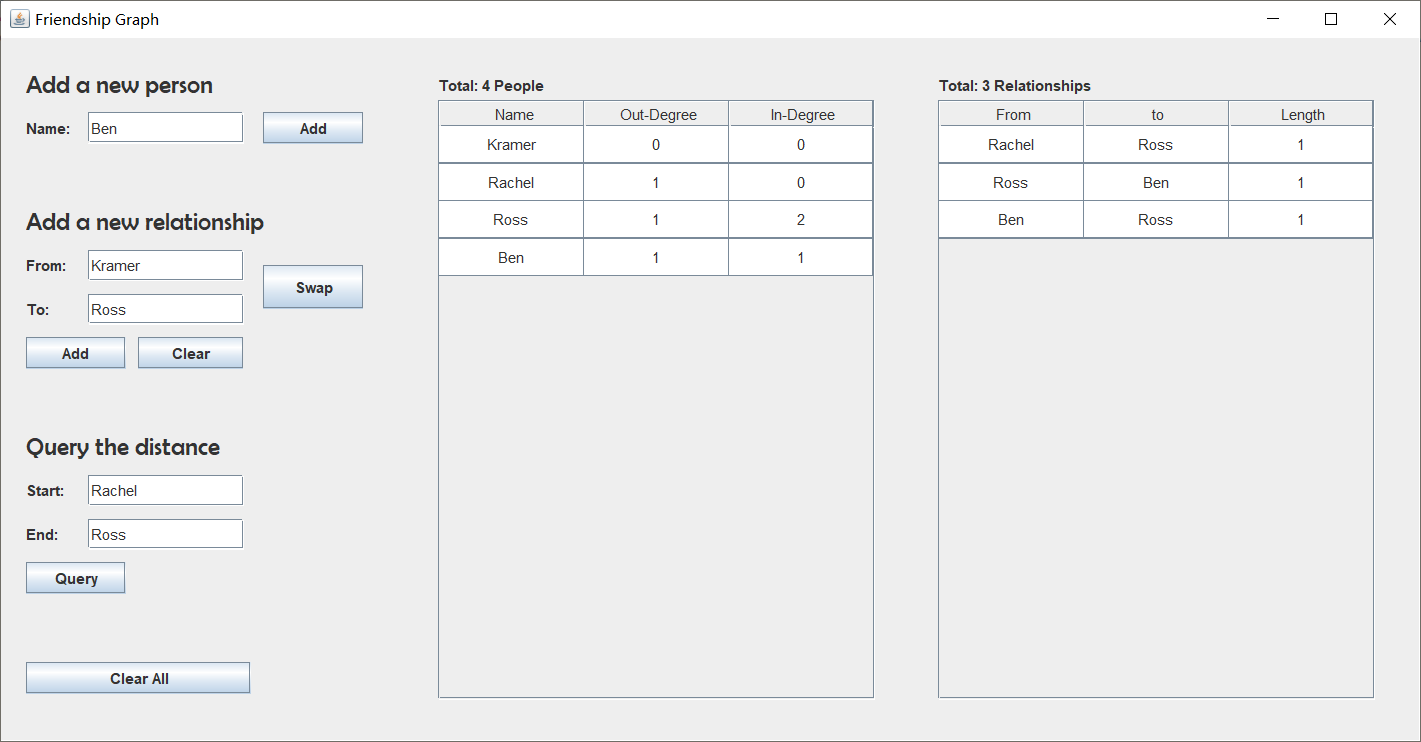 Friendship Graph
Add a new person
Name: Ben Add
Add a new relationship
From: Kramer
Swap
To: Ross
Add Clear
Query the distance
Start: Rachel
End: Ross
Query
Clear All
Total: 4 People
Name Out-Degree In-Degree
Kramer 0 0
Rachel 1 0
Ross 1 2
Ben 1 1
Total: 3 Relationships
From to Length
Rachel Ross 1
Ross Ben 1
Ben Ross 1